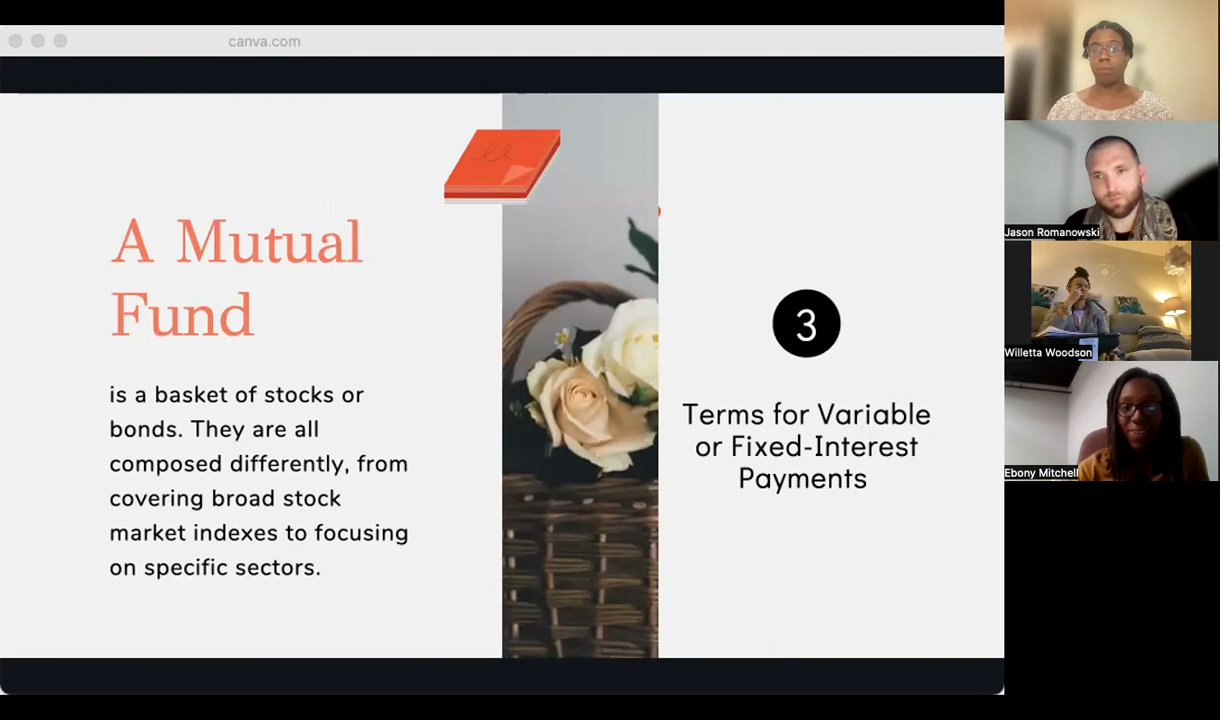 canva.com
A Mutual
Fund
is a basket of stocks or
bonds. They are all
composed differently, from
covering broad stock
market indexes to focusing
on specific sectors.
3
Terms for Variable
or Fixed-Interest
Payments
Jason Romanowski
Willetta Woodson
Ebony Mitchell